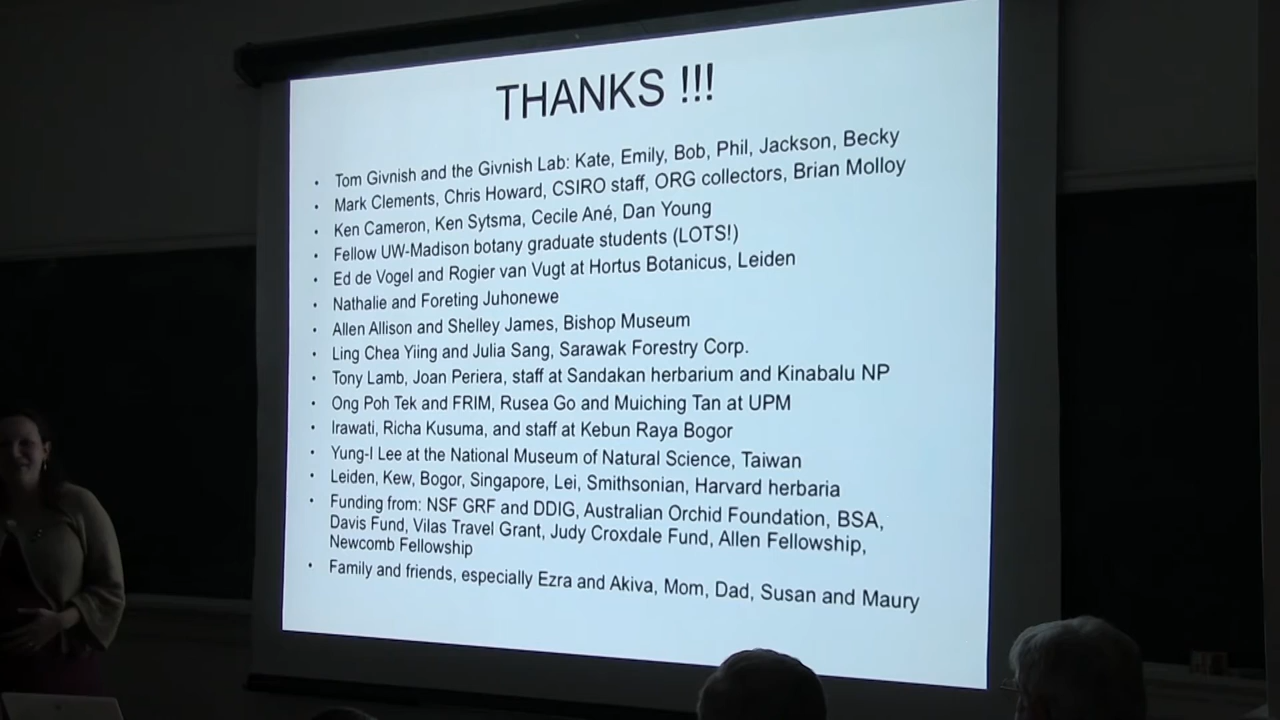 THANKS !!!
• Tom Givnish and the Givnish Lab: Kate, Emily, Bob, Phil, Jackson, Becky
• Mark Clements, Chris Howard, CSIRO staff, ORG collectors, Brian Molloy
• Ken Cameron, Ken Sytsma, Cecile Ané, Dan Young
• Fellow UW-Madison botany graduate students (LOTS!)
• Ed de Vogel and Rogier van Vugt at Hortus Botanicus, Leiden
• Nathalie and Foreting Juhonewe
• Allen Allison and Shelley James, Bishop Museum
• Ling Chea Yiing and Julia Sang, Sarawak Forestry Corp.
• Tony Lamb, Joan Periera, staff at Sandakan herbarium and Kinabalu NP
• Ong Poh Tek and FRIM, Rusea Go and Muiching Tan at UPM
• Irawati, Richa Kusuma, and staff at Kebun Raya Bogor
• Yung-I Lee at the National Museum of Natural Science, Taiwan
• Leiden, Kew, Bogor, Singapore, Lei, Smithsonian, Harvard herbaria
• Funding from: NSF GRF and DDIG, Australian Orchid Foundation, BSA,
Davis Fund, Vilas Travel Grant, Judy Croxdale Fund, Allen Fellowship,
Newcomb Fellowship
• Family and friends, especially Ezra and Akiva, Mom, Dad, Susan and Maury